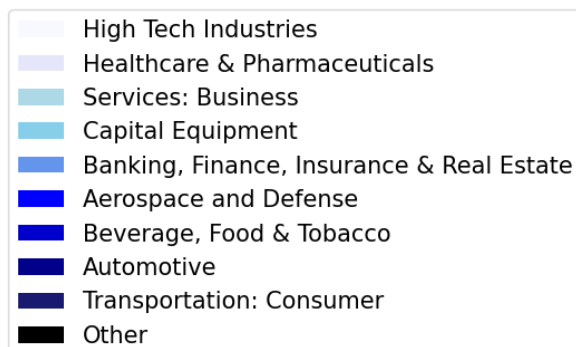 High Tech Industries
Healthcare & Pharmaceuticals
Services: Business
Capital Equipment
Banking, Finance, Insurance & Real Estate
Aerospace and Defense
Beverage, Food & Tobacco
Automotive
Transportation: Consumer
Other